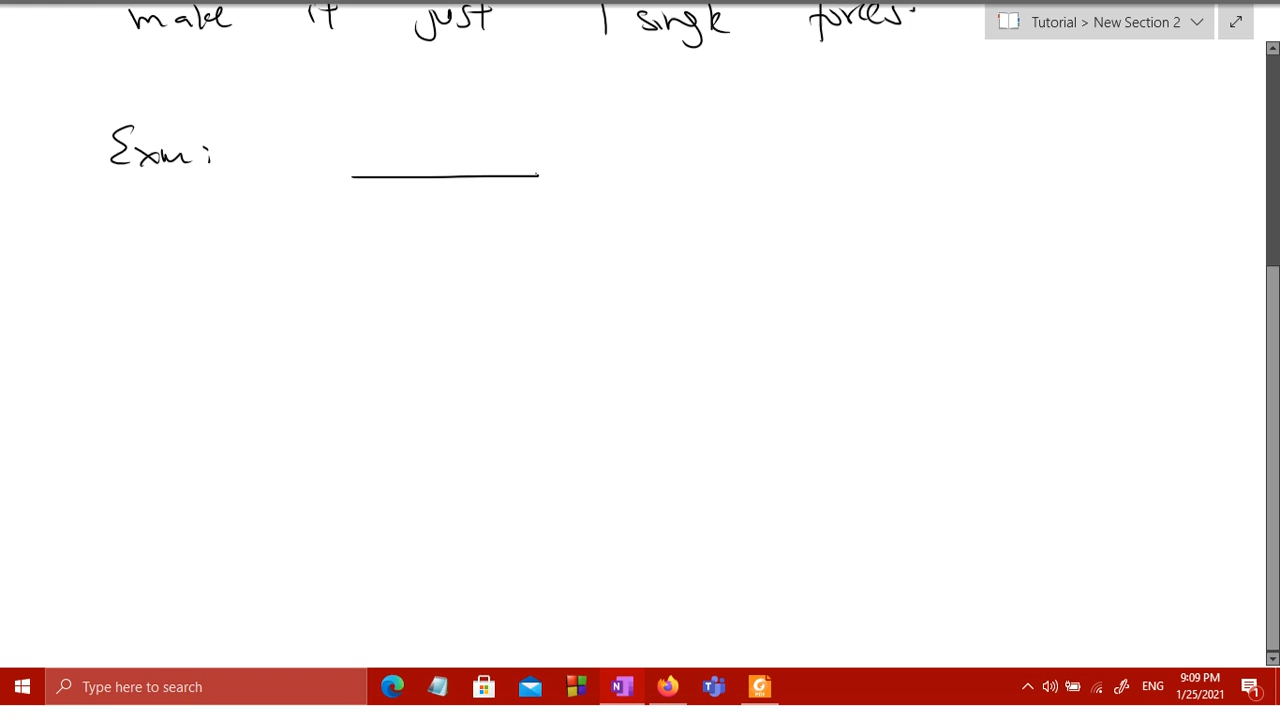 make it just 1 single forces.
Tutorial > New Section 2
Exm:
Type here to search
ENG
9:09 PM
1/25/2021
1